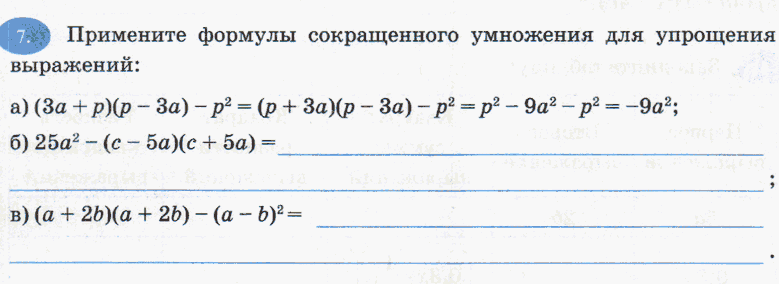 7. Примените формулы сокращенного умножения для упрощения
выражений:
а) (3a + p)(p − 3a) − p² = (p + 3a)(p − 3a) − p² = p² − 9a² − p² = −9a²;
б) 25a² − (c − 5a)(c + 5a) =
;
в) (a + 2b)(a + 2b) − (a − b)² =
.